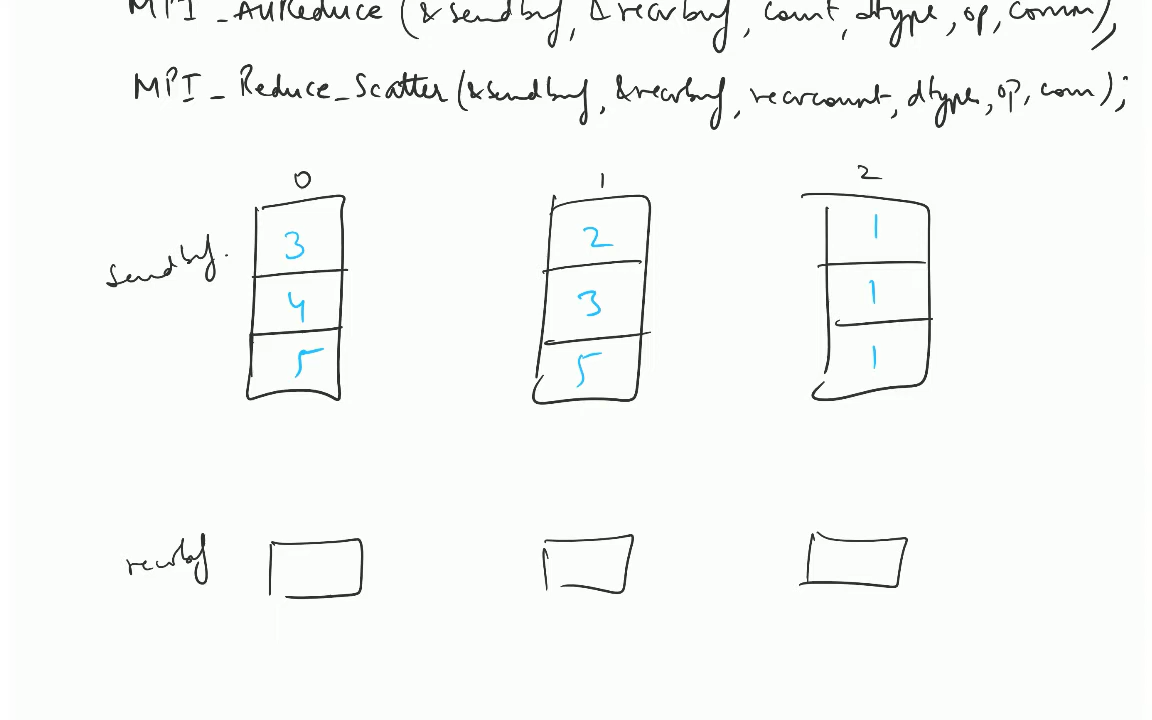 MPI_AllReduce (&sendbuf, &recvbuf, count, dtype, op, comm);
MPI_Reduce_Scatter (&sendbuf, &recvbuf, recvcount, dtype, op, com);
0 1 2
sendbuf.
3 2 1
4 3 1
5 5 1
recvbuf